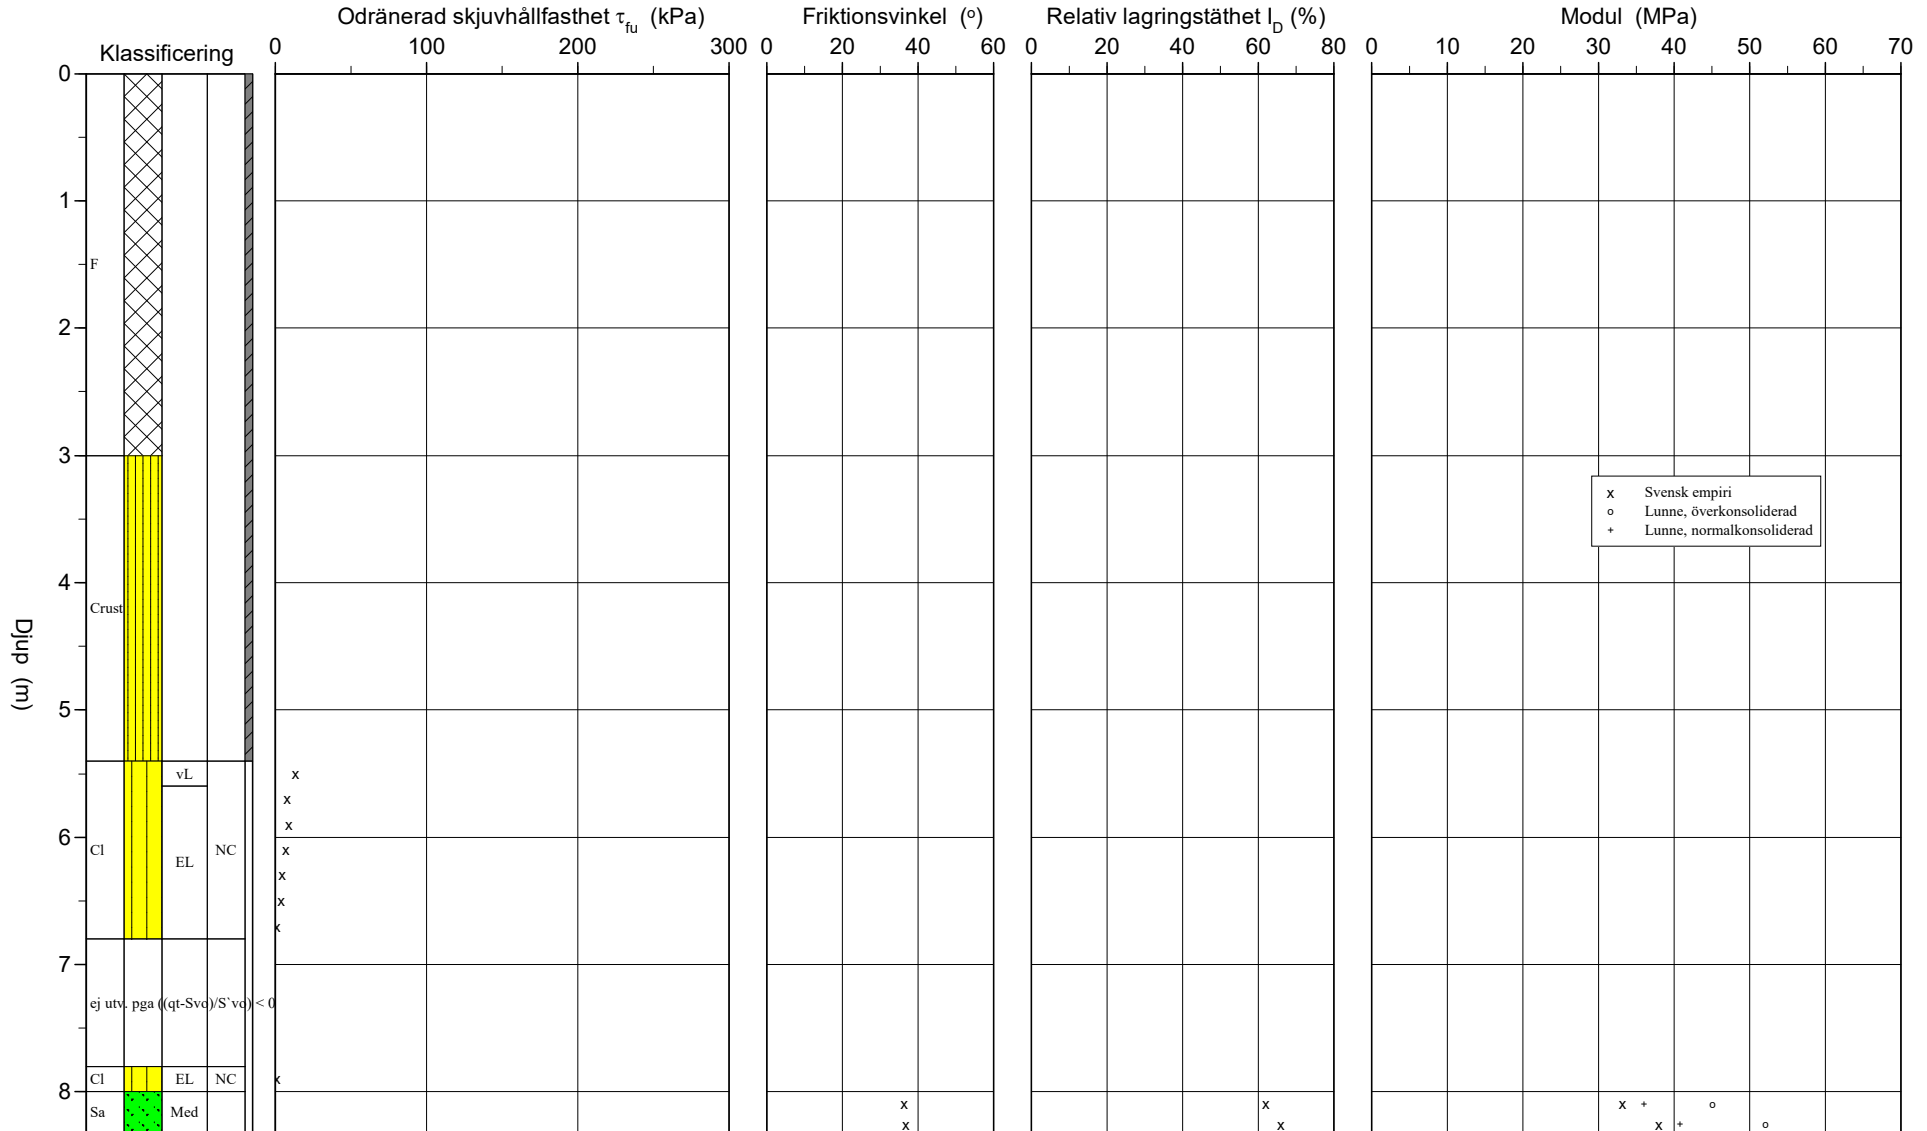 Odränerad skjuvhållfasthet τfu (kPa)
Friktionsvinkel (o)
Relativ lagringstäthet ID (%)
Modul (MPa)
Klassificering
0 100 200 300
0 20 40 60
0 20 40 60 80
0 10 20 30 40 50 60 70
Djup (m)
0
1
F
2
3
x Svensk empiri
o Lunne, överkonsoliderad
+ Lunne, normalkonsoliderad
4
Crust
5
vL
6
Cl
EL
NC
7
ej utv. pga ((qt-Svo)/S`vo) < 0
Cl EL NC
8
Sa Med